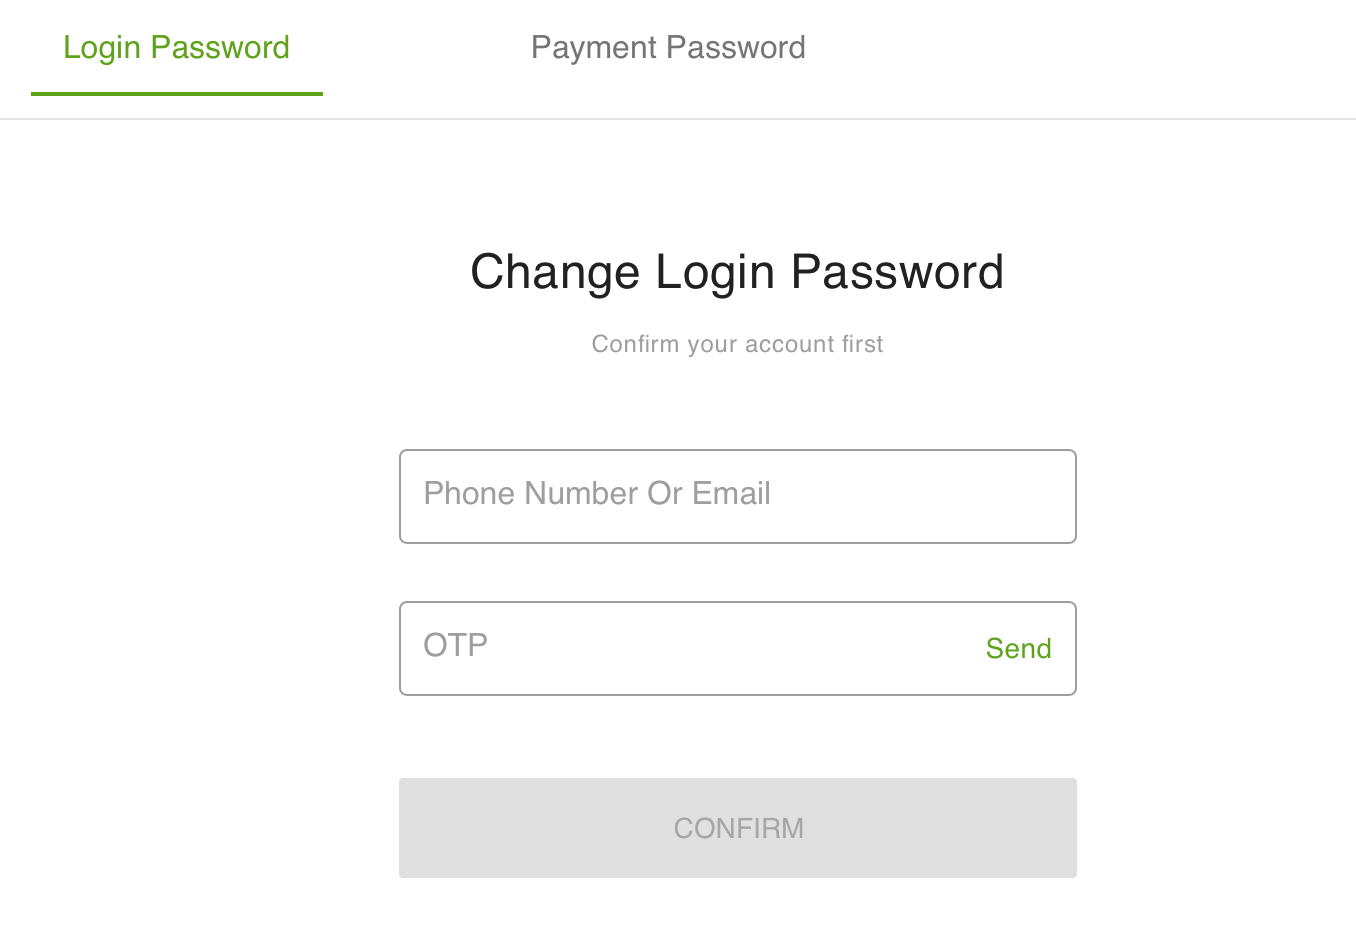 Login Password
Payment Password
Change Login Password
Confirm your account first
Phone Number Or Email
OTP
Send
CONFIRM